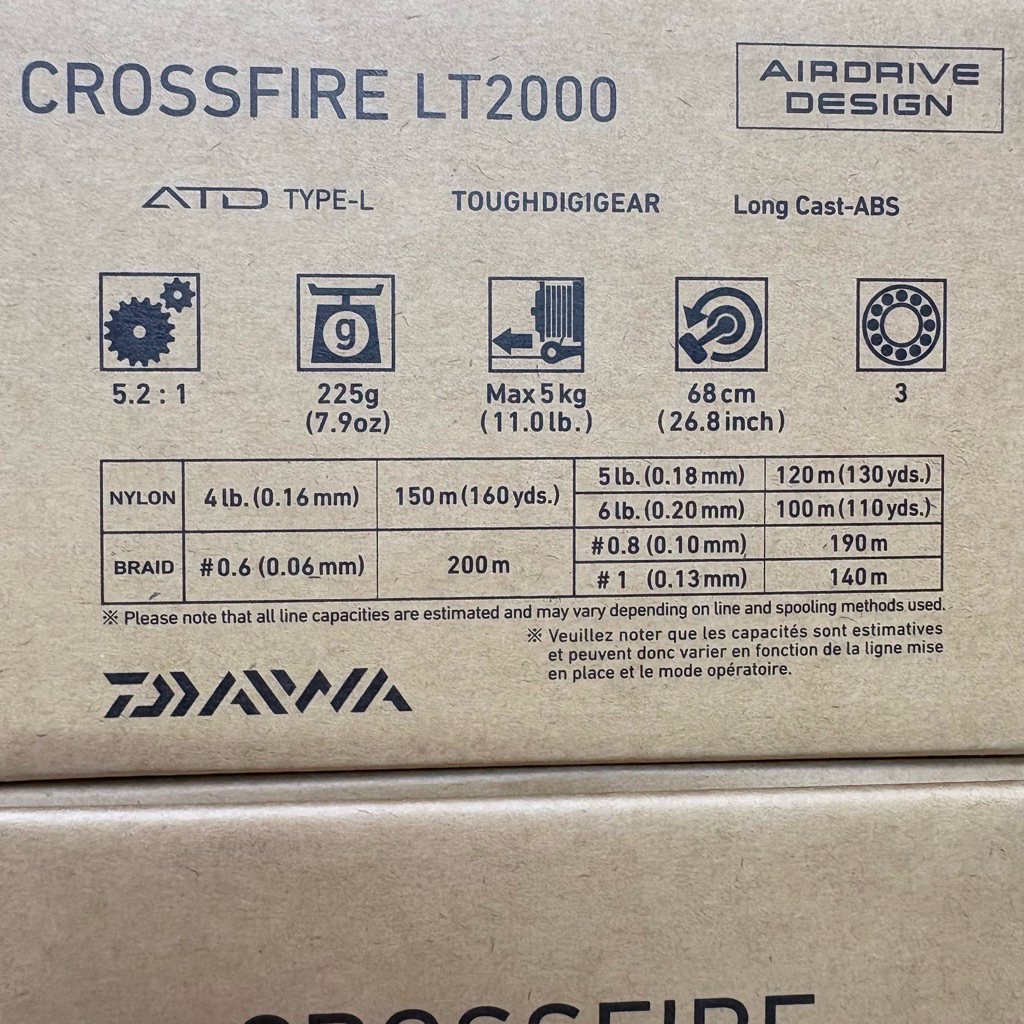 CROSSFIRE LT2000
AIRDRIVE
DESIGN
ATD TYPE-L
TOUGHDIGIGEAR
Long Cast-ABS
g
5.2 : 1
225g
(7.9oz)
Max 5 kg
(11.0 lb.)
68 cm
(26.8 inch)
3
NYLON 4 lb. (0.16 mm) 150 m (160 yds.) 5 lb. (0.18 mm) 120 m (130 yds.)
6 lb. (0.20 mm) 100 m (110 yds.)
BRAID #0.6 (0.06 mm) 200 m #0.8 (0.10 mm) 190 m
#1 (0.13 mm) 140 m
※ Please note that all line capacities are estimated and may vary depending on line and spooling methods used.
※ Veuillez noter que les capacités sont estimatives
et peuvent donc varier en fonction de la ligne mise
en place et le mode opératoire.
DAIWA
CROSSFIRE